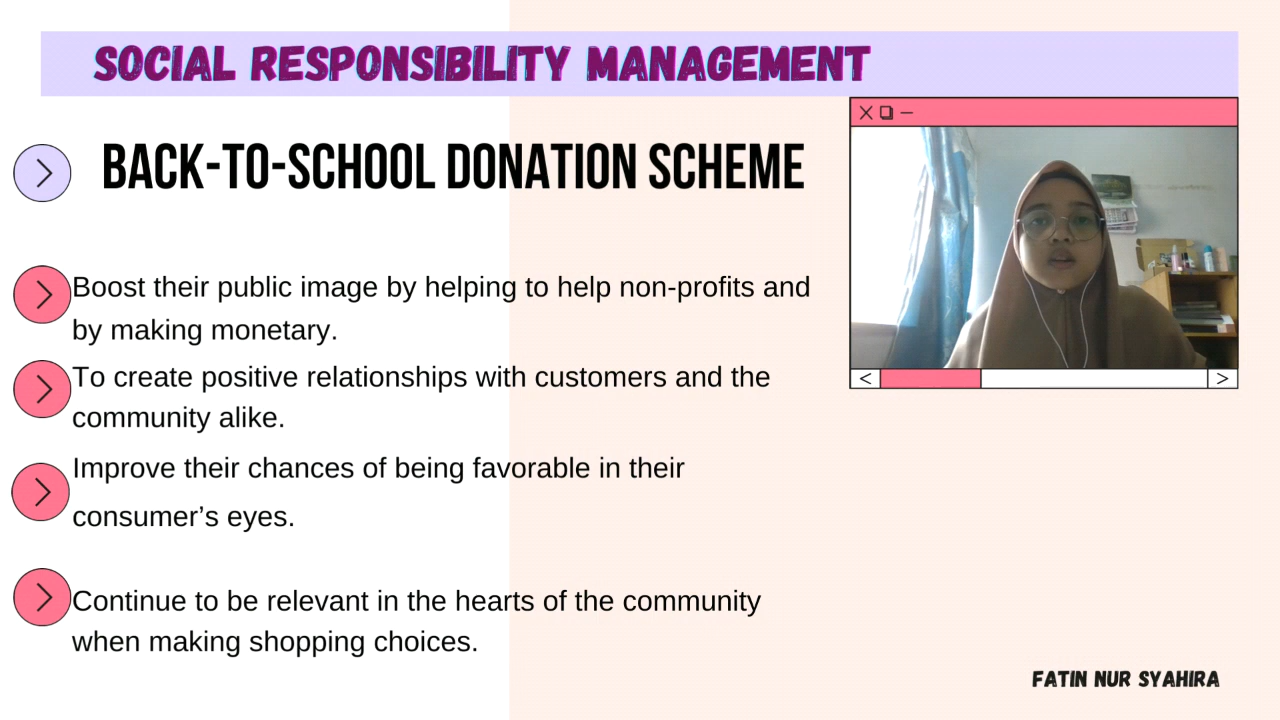 SOCIAL RESPONSIBILITY MANAGEMENT
BACK-TO-SCHOOL DONATION SCHEME
Boost their public image by helping to help non-profits and
by making monetary.
To create positive relationships with customers and the
community alike.
Improve their chances of being favorable in their
consumer’s eyes.
Continue to be relevant in the hearts of the community
when making shopping choices.
FATIN NUR SYAHIRA